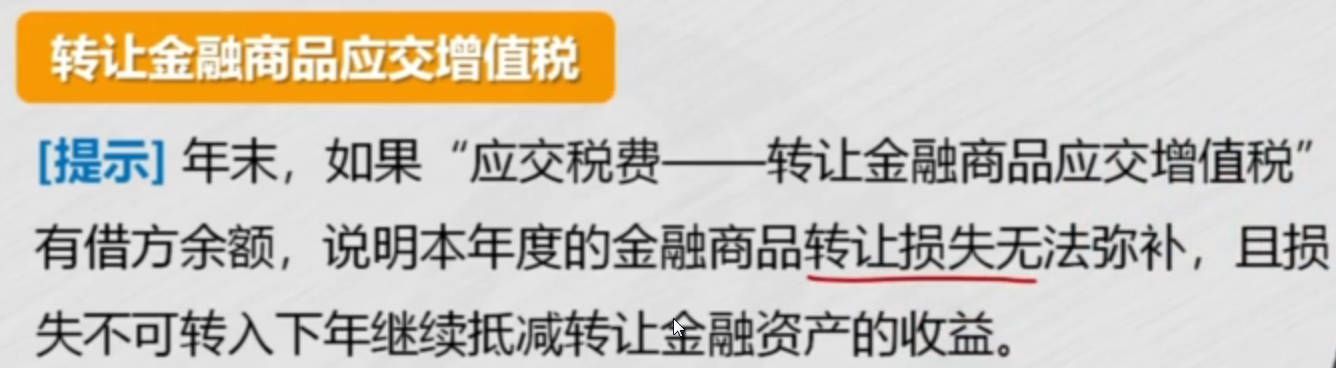 转让金融商品应交增值税
[提示] 年末，如果“应交税费——转让金融商品应交增值税”
有借方余额，说明本年度的金融商品转让损失无法弥补，且损
失不可转入下年继续抵减转让金融资产的收益。